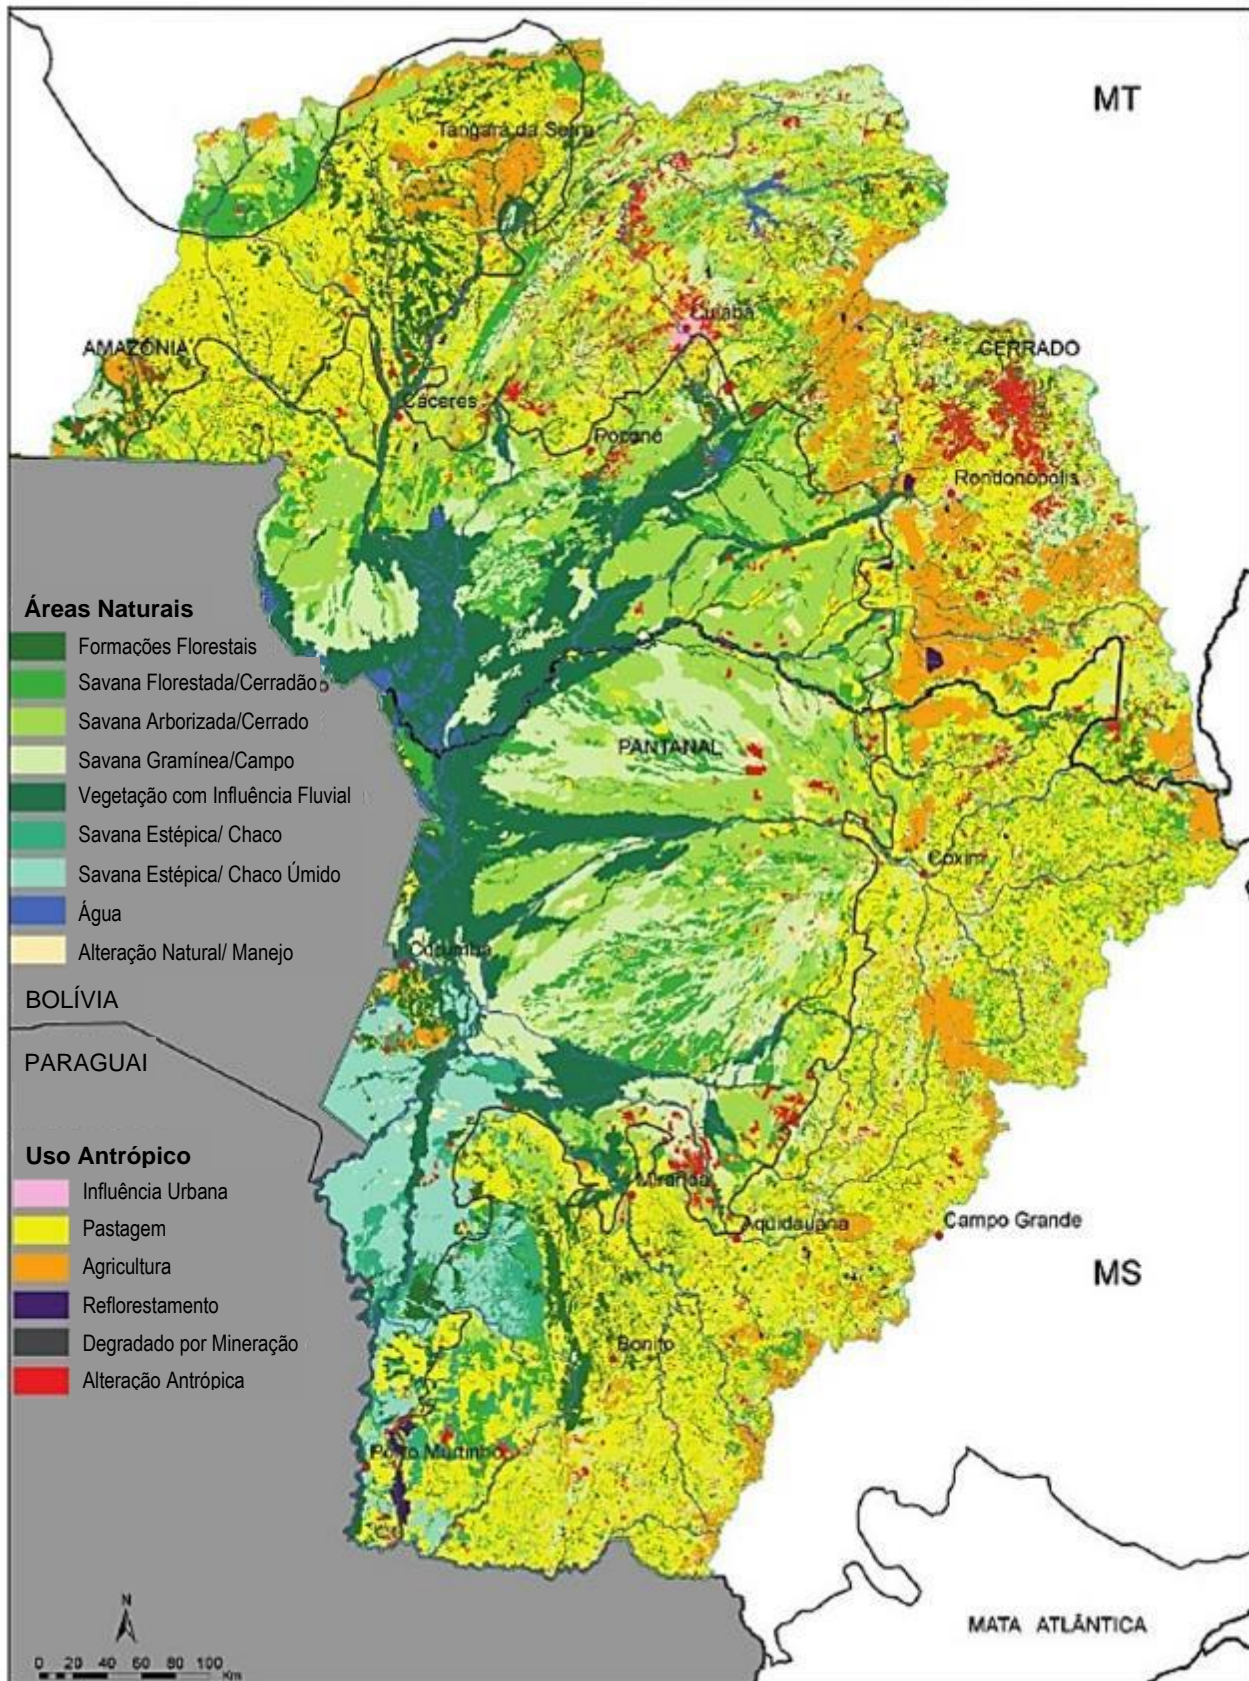 MT
Tangará da Serra
Cuiabá
AMAZÔNIA
CERRADO
Cáceres
Poconé
Rondonópolis
Áreas Naturais
Formações Florestais
Savana Florestada/Cerradão
Savana Arborizada/Cerrado
Savana Gramínea/Campo
Vegetação com Influência Fluvial
Savana Estépica/ Chaco
Savana Estépica/ Chaco Úmido
Água
Alteração Natural/ Manejo
PANTANAL
Coxim
Corumbá
BOLÍVIA
PARAGUAI
Uso Antrópico
Influência Urbana
Pastagem
Agricultura
Reflorestamento
Degradado por Mineração
Alteração Antrópica
Miranda
Aquidauana
Campo Grande
MS
Bonito
Porto Murtinho
MATA ATLÂNTICA
N
0 20 40 60 80 100
Km